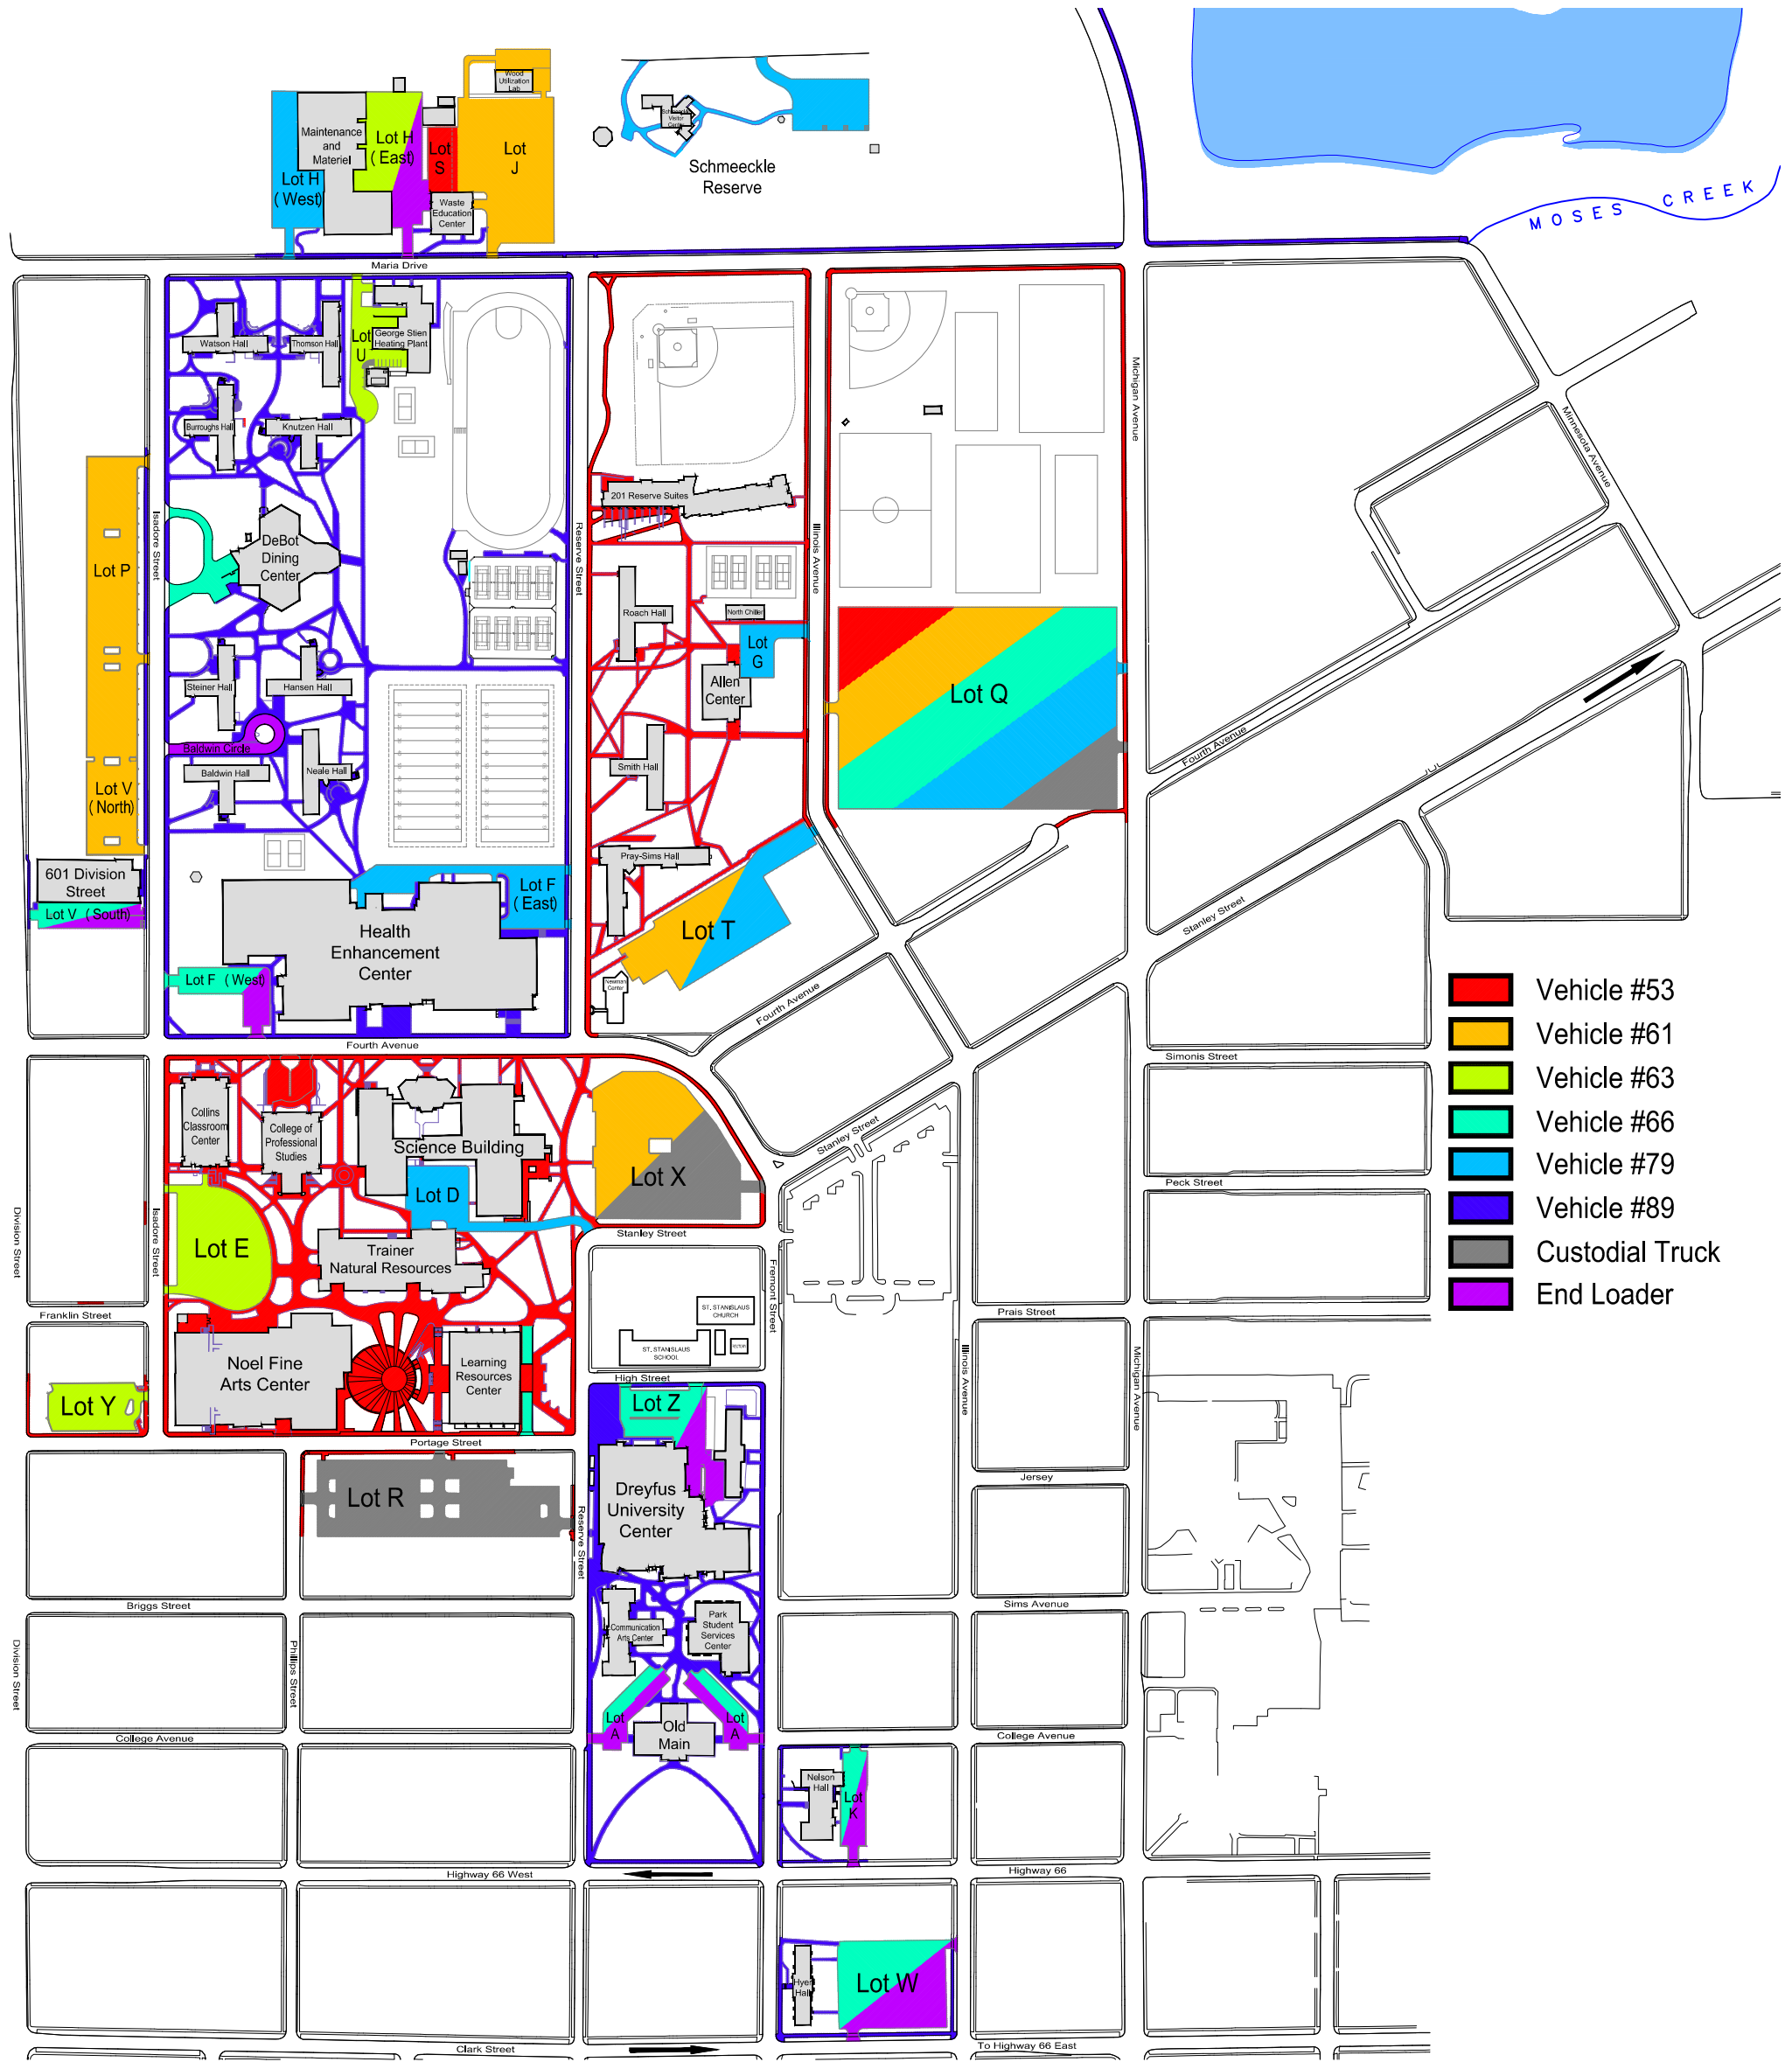 Wood
Utilization
Lab
Maintenance
and
Materiel
Lot H
( East)
Lot
S
Lot
J
Lot H
( West)
Waste
Education
Center
Schmeeckle
Visitor
Center
Schmeeckle
Reserve
MOSES CREEK
Maria Drive
Watson Hall
Thomson Hall
Lot
U
George Stien
Heating Plant
Burroughs Hall
Knutzen Hall
Michigan Avenue
Minnesota Avenue
201 Reserve Suites
Isadore Street
Reserve Street
Illinois Avenue
Lot P
DeBot
Dining
Center
Roach Hall
North Chiller
Lot
G
Allen
Center
Lot Q
Steiner Hall
Hansen Hall
Baldwin Circle
Baldwin Hall
Neale Hall
Smith Hall
Fourth Avenue
Lot V
( North)
601 Division
Street
Lot V ( South)
Pray-Sims Hall
Lot F
( East)
Lot T
Stanley Street
Health
Enhancement
Center
Lot F ( West)
Newman
Center
Fourth Avenue
Fourth Avenue
Vehicle #53
Vehicle #61
Vehicle #63
Vehicle #66
Vehicle #79
Vehicle #89
Custodial Truck
End Loader
Simonis Street
Collins
Classroom
Center
College of
Professional
Studies
Science Building
Stanley Street
Lot X
Lot D
Peck Street
Division Street
Isadore Street
Lot E
Trainer
Natural Resources
Stanley Street
Fremont Street
Franklin Street
ST. STANISLAUS
CHURCH
ST. STANISLAUS
SCHOOL
Prais Street
Noel Fine
Arts Center
Learning
Resources
Center
High Street
Illinois Avenue
Michigan Avenue
Lot Y
Lot Z
Portage Street
Lot R
Reserve Street
Dreyfus
University
Center
Jersey
Briggs Street
Sims Avenue
Division Street
Phillips Street
Communication
Arts Center
Park
Student
Services
Center
Lot
A
Old
Main
Lot
A
College Avenue
College Avenue
Nelson
Hall
Lot
K
Highway 66 West
Highway 66
Hyer
Hall
Lot W
Clark Street
To Highway 66 East